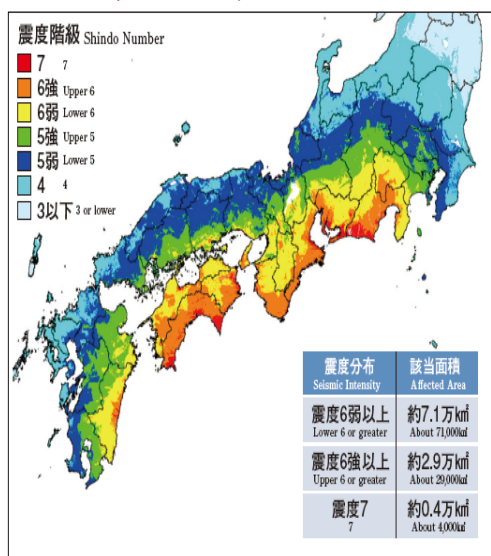 震度階級 Shindo Number
7 7
6強 Upper 6
6弱 Lower 6
5強 Upper 5
5弱 Lower 5
4 4
3以下 3 or lower
震度分布 該当面積
Seismic Intensity Affected Area
震度6弱以上 約7.1万㎢
Lower 6 or greater About 71,000㎢
震度6強以上 約2.9万㎢
Upper 6 or greater About 29,000㎢
震度7 約0.4万㎢
7 About 4,000㎢